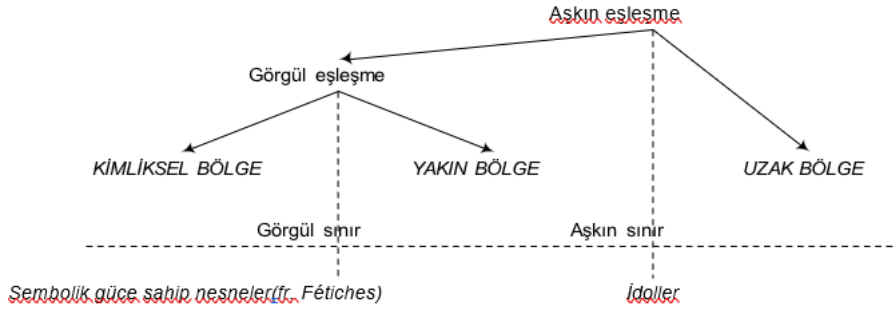 Aşkın eşleşme
Görgül eşleşme
KİMLİKSEL BÖLGE
YAKIN BÖLGE
UZAK BÖLGE
Görgül sınır
Aşkın sınır
Sembolik güce sahip nesneler(fr. Fétiches)
İdoller